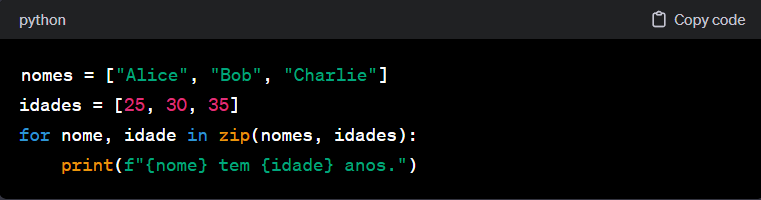 python Copy code
nomes = ["Alice", "Bob", "Charlie"]
idades = [25, 30, 35]
for nome, idade in zip(nomes, idades):
    print(f"{nome} tem {idade} anos.")